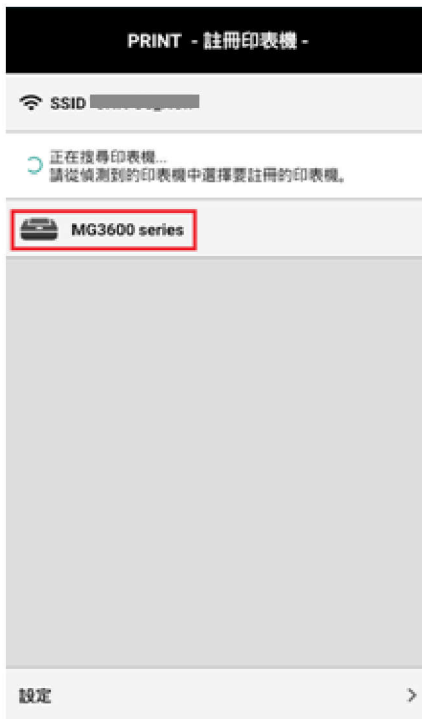 PRINT - 註冊印表機 -
SSID
正在搜尋印表機...
請從偵測到的印表機中選擇要註冊的印表機。
MG3600 series
設定